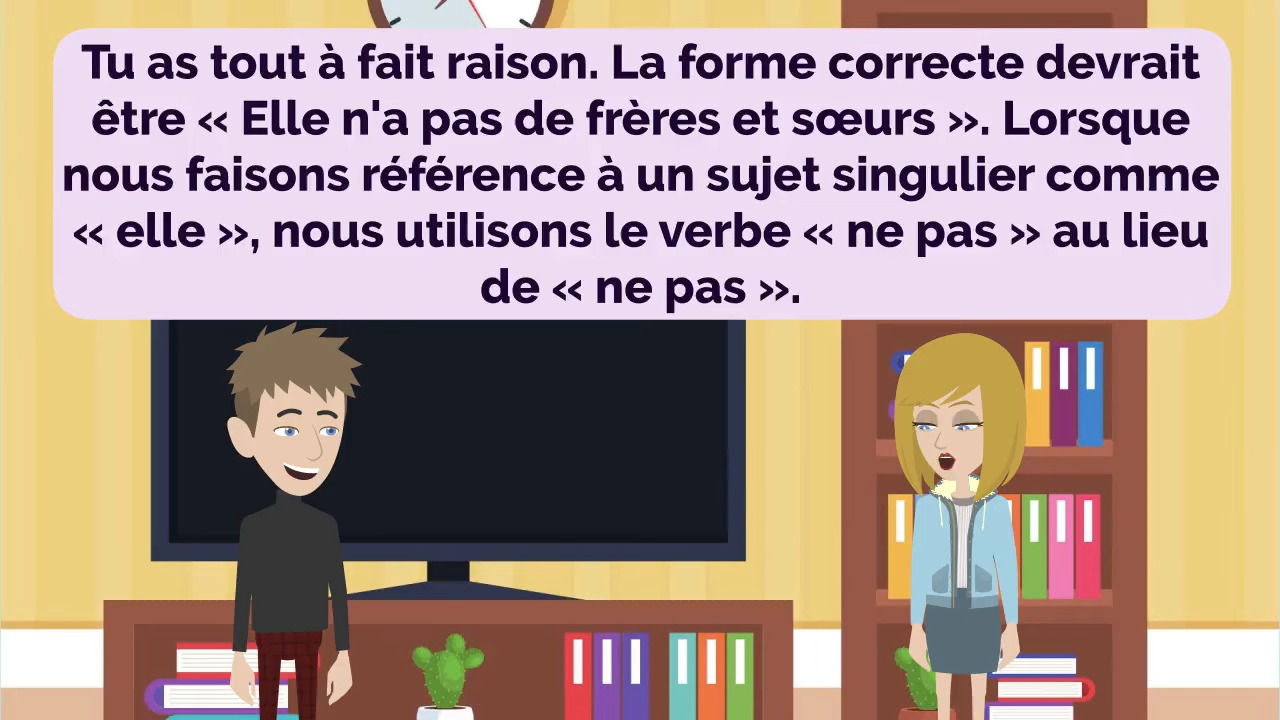 Tu as tout à fait raison. La forme correcte devrait
être « Elle n'a pas de frères et sœurs ». Lorsque
nous faisons référence à un sujet singulier comme
« elle », nous utilisons le verbe « ne pas » au lieu
de « ne pas ».